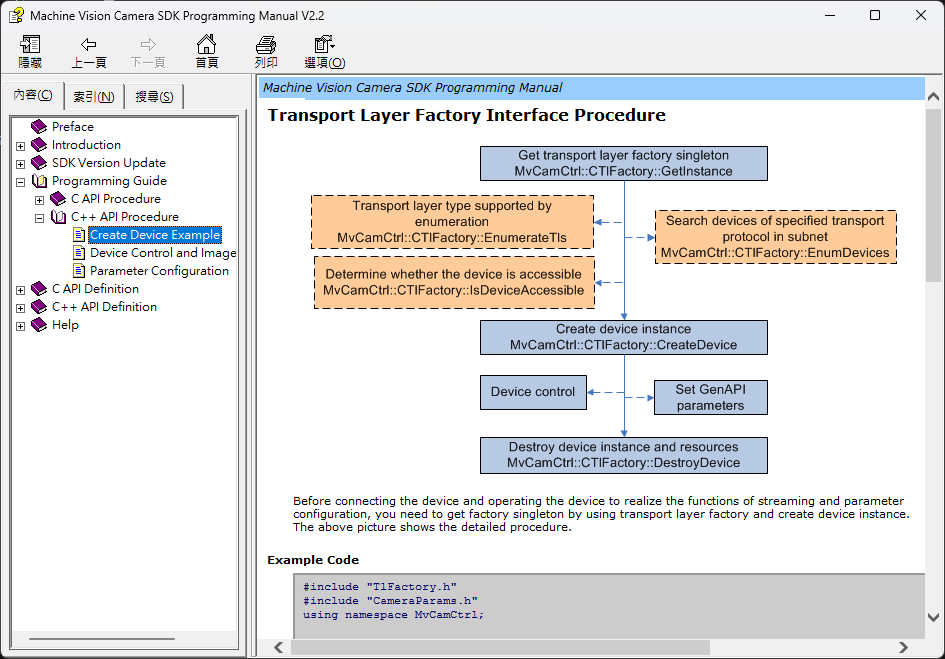 Machine Vision Camera SDK Programming Manual V2.2
隱藏
上一頁
下一頁
首頁
列印
選項(O)
內容(C)
索引(N)
搜尋(S)
Preface
Introduction
SDK Version Update
Programming Guide
C API Procedure
C++ API Procedure
Create Device Example
Device Control and Image
Parameter Configuration
C API Definition
C++ API Definition
Help
Machine Vision Camera SDK Programming Manual
Transport Layer Factory Interface Procedure
Get transport layer factory singleton
MvCamCtrl::CTlFactory::GetInstance
Transport layer type supported by
enumeration
MvCamCtrl::CTlFactory::EnumerateTls
Search devices of specified transport
protocol in subnet
MvCamCtrl::CTlFactory::EnumDevices
Determine whether the device is accessible
MvCamCtrl::CTlFactory::IsDeviceAccessible
Create device instance
MvCamCtrl::CTlFactory::CreateDevice
Device control
Set GenAPI
parameters
Destroy device instance and resources
MvCamCtrl::CTlFactory::DestroyDevice
Before connecting the device and operating the device to realize the functions of streaming and parameter
configuration, you need to get factory singleton by using transport layer factory and create device instance.
The above picture shows the detailed procedure.
Example Code
#include "TlFactory.h"
#include "CameraParams.h"
using namespace MvCamCtrl;